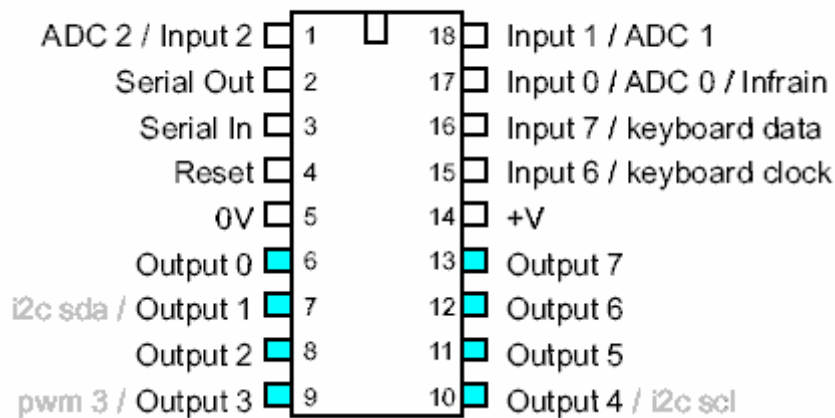 ADC 2 / Input 2 1 18 Input 1 / ADC 1
Serial Out 2 17 Input 0 / ADC 0 / Infrain
Serial In 3 16 Input 7 / keyboard data
Reset 4 15 Input 6 / keyboard clock
0V 5 14 +V
Output 0 6 13 Output 7
i2c sda / Output 1 7 12 Output 6
Output 2 8 11 Output 5
pwm 3 / Output 3 9 10 Output 4 / i2c scl